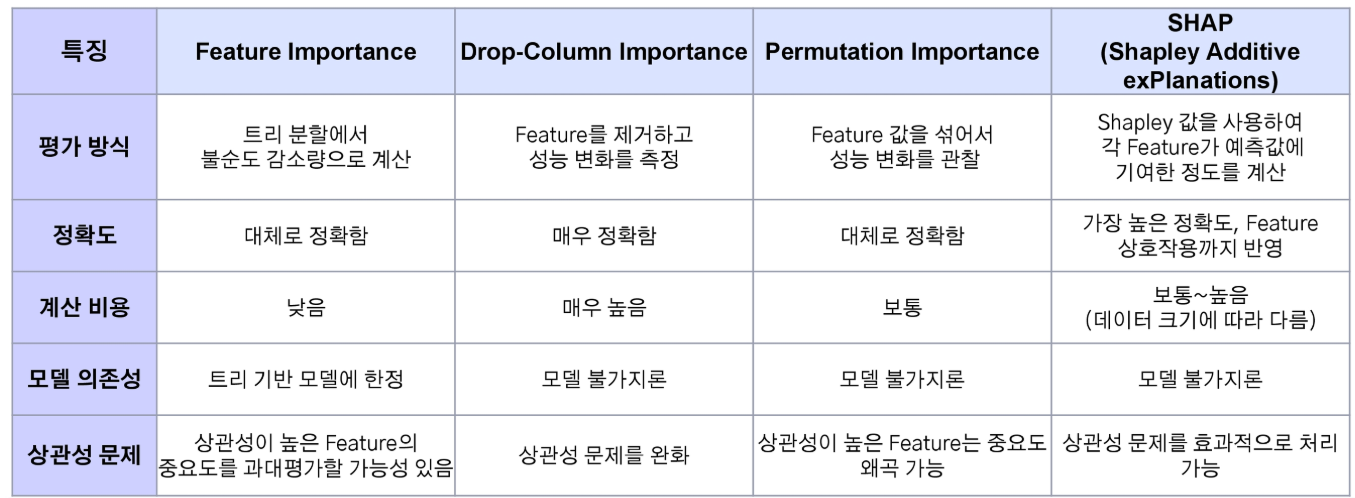 특징
Feature Importance
Drop-Column Importance
Permutation Importance
SHAP
(Shapley Additive
exPlanations)
평가 방식
트리 분할에서
불순도 감소량으로 계산
Feature를 제거하고
성능 변화를 측정
Feature 값을 섞어서
성능 변화를 관찰
Shapley 값을 사용하여
각 Feature가 예측값에
기여한 정도를 계산
정확도
대체로 정확함
매우 정확함
대체로 정확함
가장 높은 정확도, Feature
상호작용까지 반영
계산 비용
낮음
매우 높음
보통
보통~높음
(데이터 크기에 따라 다름)
모델 의존성
트리 기반 모델에 한정
모델 불가지론
모델 불가지론
모델 불가지론
상관성 문제
상관성이 높은 Feature의
중요도를 과대평가할 가능성 있음
상관성 문제를 완화
상관성이 높은 Feature는 중요도
왜곡 가능
상관성 문제를 효과적으로 처리
가능